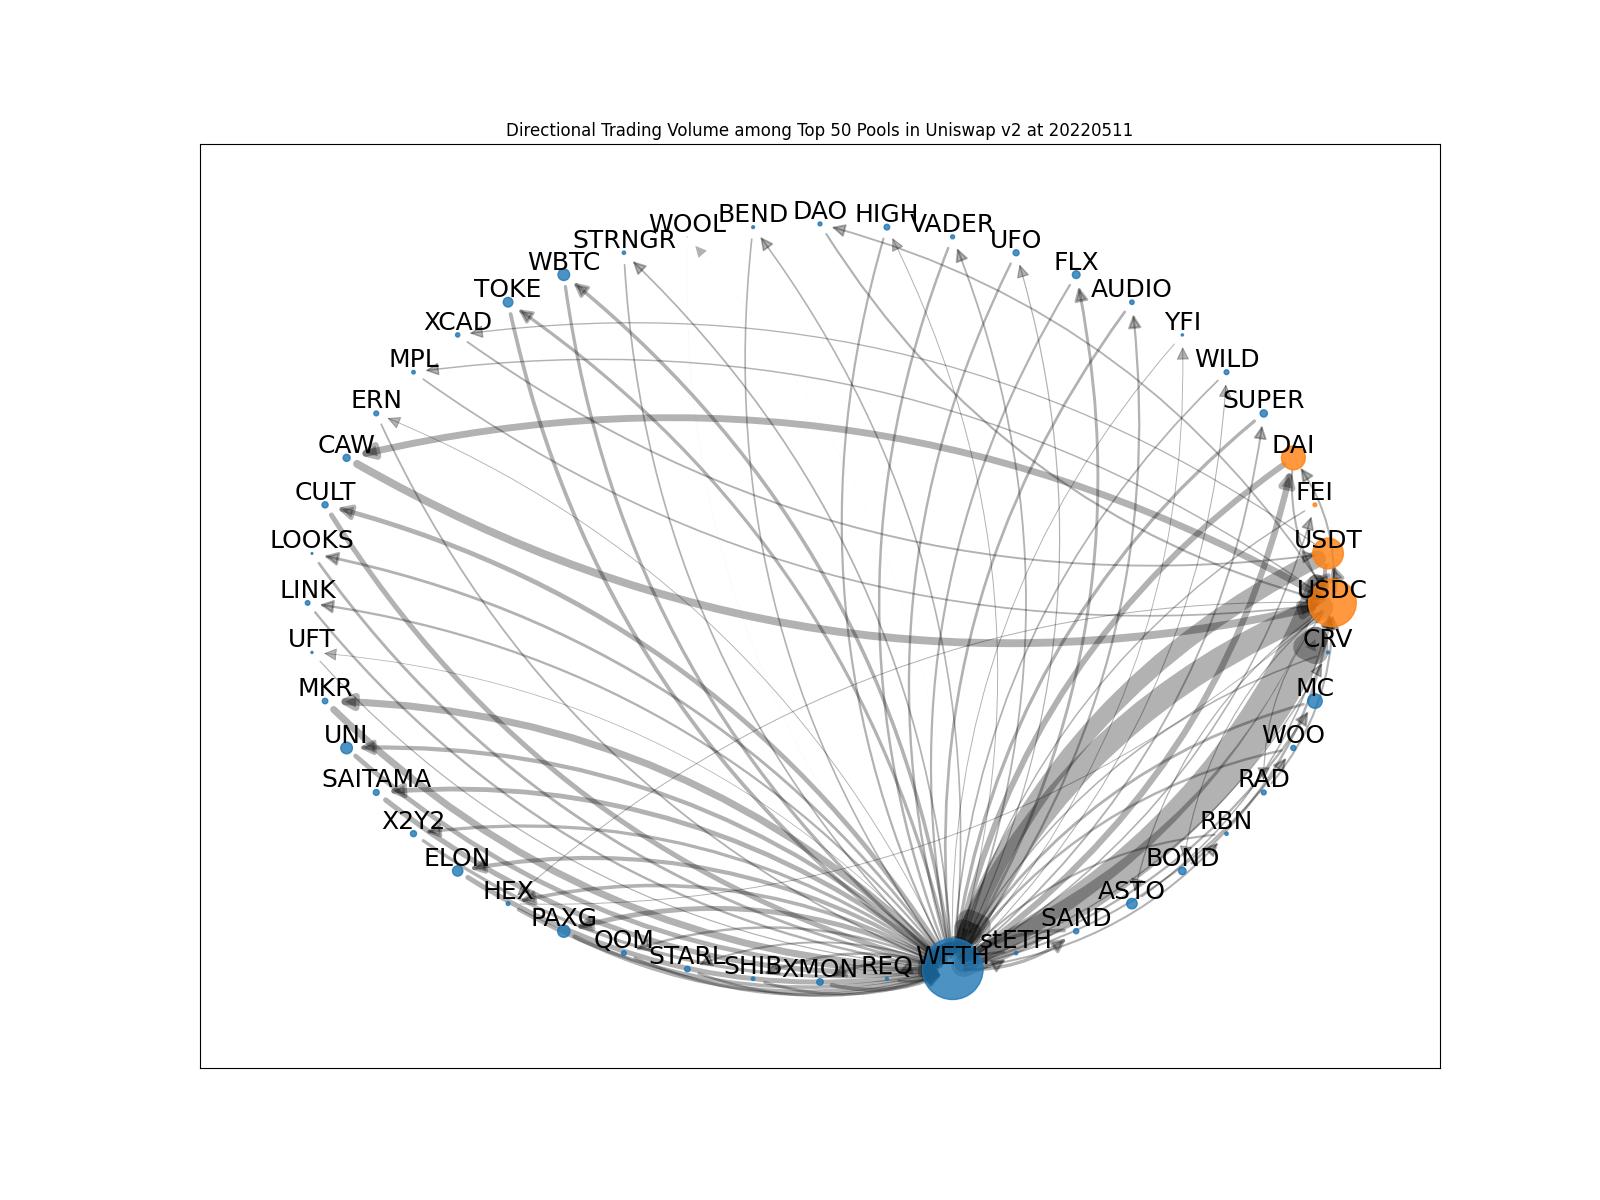 Directional Trading Volume among Top 50 Pools in Uniswap v2 at 20220511
DAO
BEND
HIGH
WOOL
VADER
STRNGR
UFO
WBTC
FLX
TOKE
AUDIO
XCAD
YFI
MPL
WILD
ERN
SUPER
CAW
DAI
CULT
FEI
LOOKS
USDT
LINK
USDC
UFT
CRV
MKR
MC
UNI
WOO
SAITAMA
RAD
X2Y2
RBN
ELON
BOND
HEX
ASTO
PAXG
SAND
QOM
stETH
STARL
WETH
SHIB
XMON
REQ